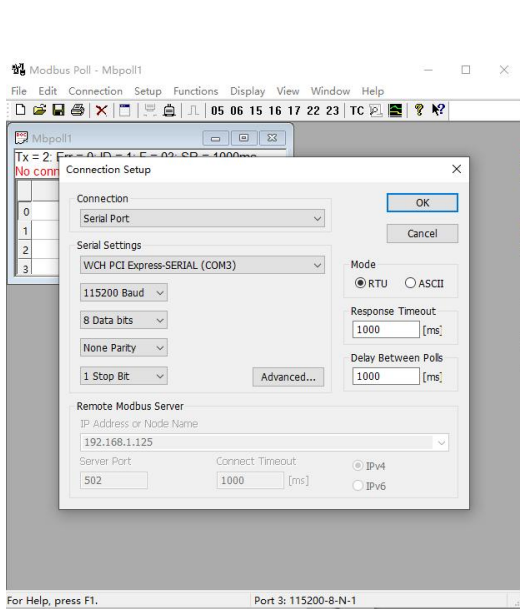 Modbus Poll - Mbpoll1
File Edit Connection Setup Functions Display View Window Help
05 06 15 16 17 22 23 TC
Mbpoll1
Tx = 2: Err = 0: ID = 1: F = 03: SR = 1000ms
No conn
0
1
2
3
Connection Setup
Connection
Serial Port
OK
Cancel
Serial Settings
WCH PCI Express-SERIAL (COM3)
115200 Baud
8 Data bits
None Parity
1 Stop Bit
Advanced...
Mode
RTU ASCII
Response Timeout
1000 [ms]
Delay Between Polls
1000 [ms]
Remote Modbus Server
IP Address or Node Name
192.168.1.125
Server Port Connect Timeout
502 1000 [ms]
IPv4
IPv6
For Help, press F1. Port 3: 115200-8-N-1